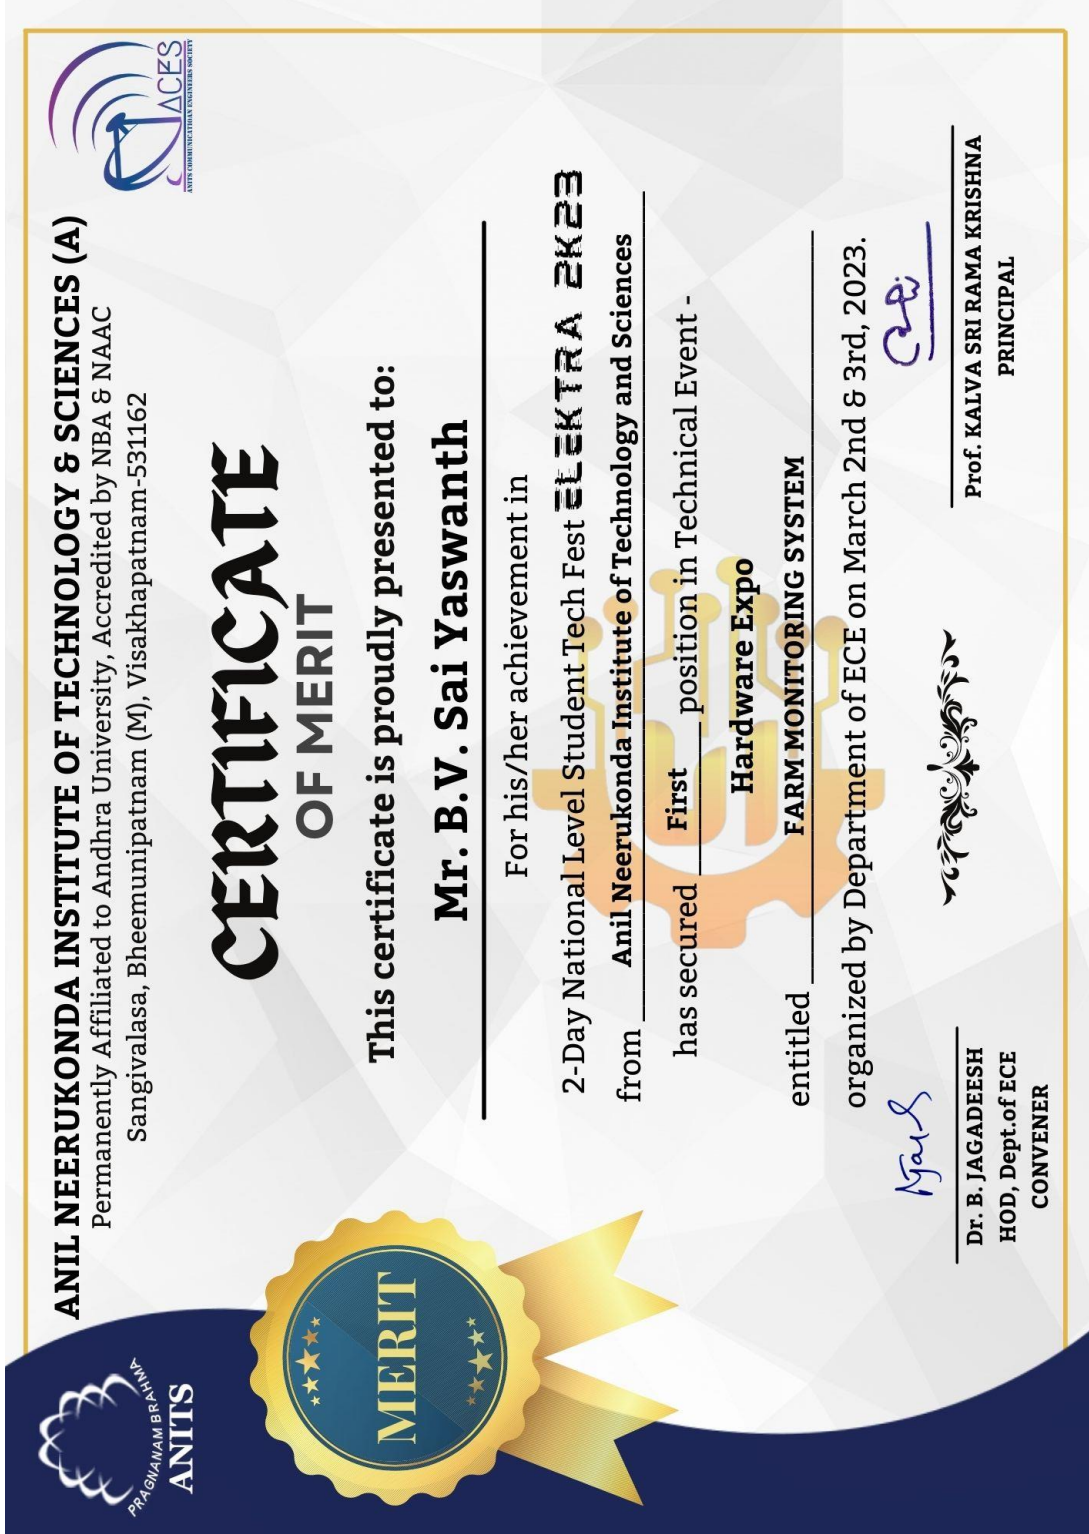 PRAGNANAM BRAHMA
ANITS
ANIL NEERUKONDA INSTITUTE OF TECHNOLOGY & SCIENCES (A)
Permanently Affiliated to Andhra University, Accredited by NBA & NAAC
Sangivalasa, Bheemunipatnam (M), Visakhapatnam-531162
ACES
ANITS COMMUNICATIOAN ENGINEERS SOCIETY
CERTIFICATE
OF MERIT
MERIT
This certificate is proudly presented to:
Mr. B.V. Sai Yaswanth
For his/her achievement in
2-Day National Level Student Tech Fest ELEKTRA 2K23
from Anil Neerukonda Institute of Technology and Sciences
has secured First position in Technical Event -
Hardware Expo
entitled FARM MONITORING SYSTEM
organized by Department of ECE on March 2nd & 3rd, 2023.
Dr. B. JAGADEESH
HOD, Dept.of ECE
CONVENER
Prof. KALVA SRI RAMA KRISHNA
PRINCIPAL